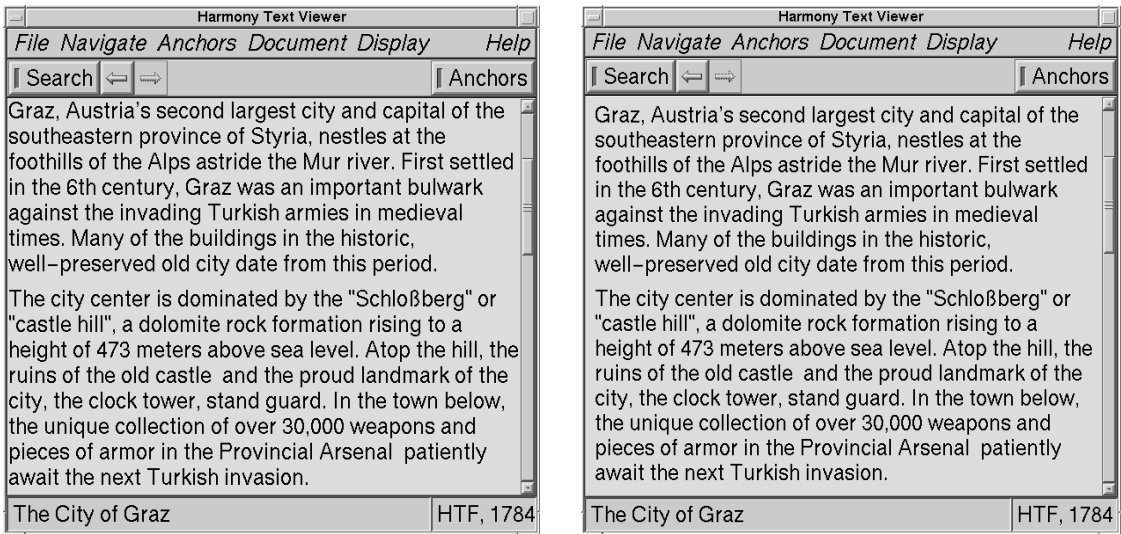 Harmony Text Viewer
File Navigate Anchors Document Display Help
Search Anchors
Graz, Austria's second largest city and capital of the
southeastern province of Styria, nestles at the
foothills of the Alps astride the Mur river. First settled
in the 6th century, Graz was an important bulwark
against the invading Turkish armies in medieval
times. Many of the buildings in the historic,
well–preserved old city date from this period.
The city center is dominated by the "Schloßberg" or
"castle hill", a dolomite rock formation rising to a
height of 473 meters above sea level. Atop the hill, the
ruins of the old castle  and the proud landmark of the
city, the clock tower, stand guard. In the town below,
the unique collection of over 30,000 weapons and
pieces of armor in the Provincial Arsenal  patiently
await the next Turkish invasion.
The City of Graz HTF, 1784
Harmony Text Viewer
File Navigate Anchors Document Display Help
Search Anchors
Graz, Austria's second largest city and capital of the
southeastern province of Styria, nestles at the
foothills of the Alps astride the Mur river. First settled
in the 6th century, Graz was an important bulwark
against the invading Turkish armies in medieval
times. Many of the buildings in the historic,
well–preserved old city date from this period.
The city center is dominated by the "Schloßberg" or
"castle hill", a dolomite rock formation rising to a
height of 473 meters above sea level. Atop the hill, the
ruins of the old castle  and the proud landmark of the
city, the clock tower, stand guard. In the town below,
the unique collection of over 30,000 weapons and
pieces of armor in the Provincial Arsenal  patiently
await the next Turkish invasion.
The City of Graz HTF, 1784